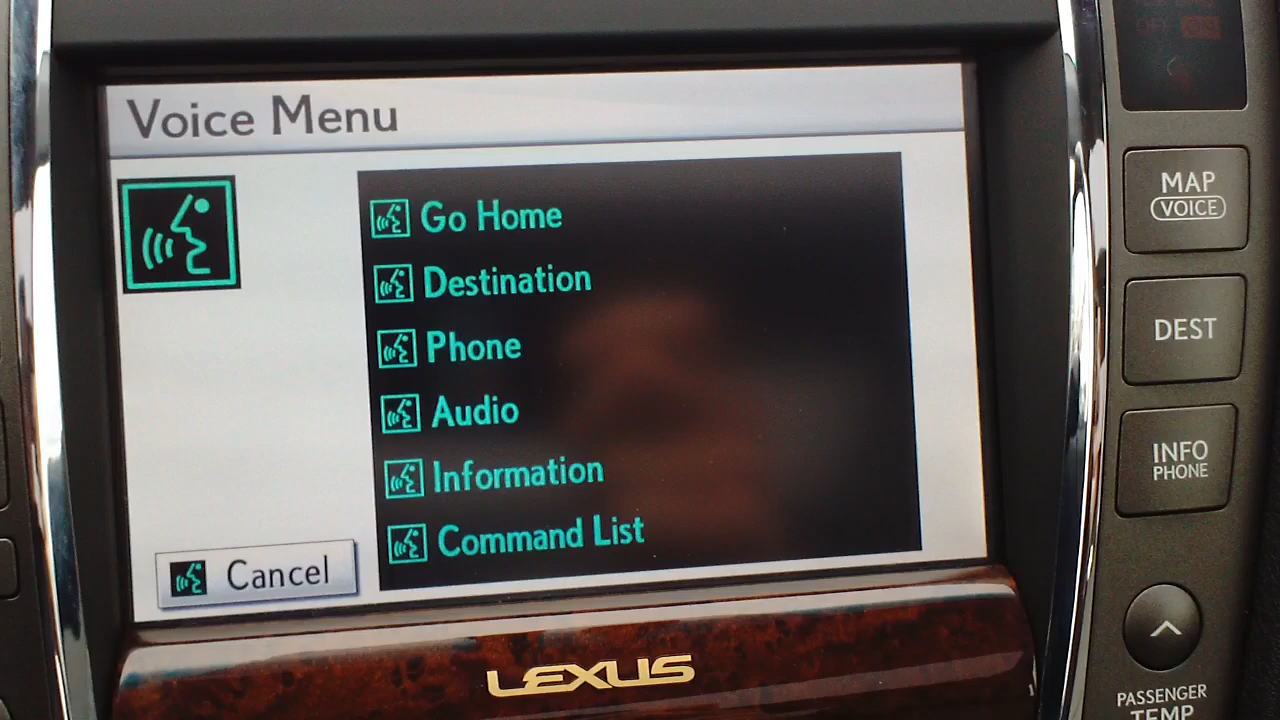 Voice Menu
Go Home
Destination
Phone
Audio
Information
Command List
Cancel
LEXUS
OFF
MAP
VOICE
DEST
INFO
PHONE
PASSENGER
TEMP